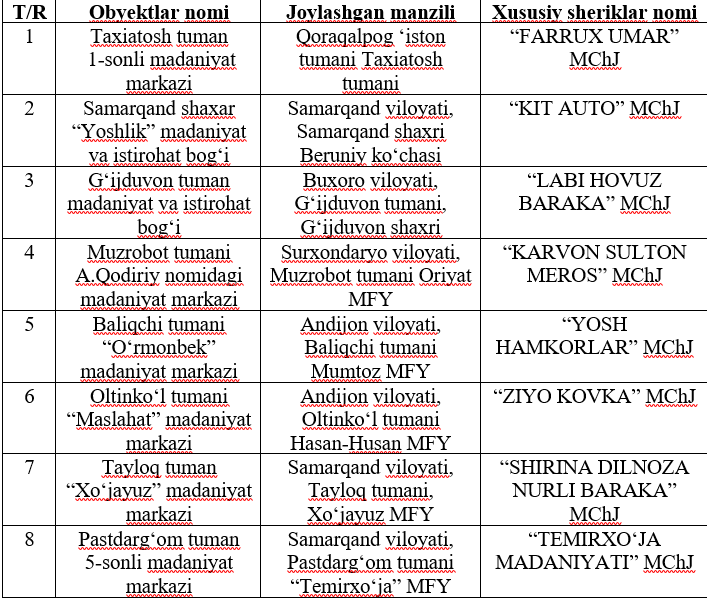 T/R Obyektlar nomi Joylashgan manzili Xususiy sheriklar nomi
1 Taxiatosh tuman Qoraqalpog ‘iston “FARRUX UMAR”
1-sonli madaniyat tumani Taxiatosh MChJ
markazi tumani
2 Samarqand shaxar Samarqand viloyati, “KIT AUTO” MChJ
“Yoshlik” madaniyat Samarqand shaxri
va istirohat bog‘i Beruniy ko‘chasi
3 G‘ijduvon tuman Buxoro viloyati, “LABI HOVUZ
madaniyat va istirohat G‘ijduvon tumani, BARAKA” MChJ
bog‘i G‘ijduvon shaxri
4 Muzrobot tumani Surxondaryo viloyati, “KARVON SULTON
A.Qodiriy nomidagi Muzrobot tumani Oriyat MEROS” MChJ
madaniyat markazi MFY
5 Baliqchi tumani Andijon viloyati, “YOSH
“O‘rmonbek” Baliqchi tumani HAMKORLAR” MChJ
madaniyat markazi Mumtoz MFY
6 Oltinko‘l tumani Andijon viloyati, “ZIYO KOVKA” MChJ
“Maslahat” madaniyat Oltinko‘l tumani
markazi Hasan-Husan MFY
7 Tayloq tuman Samarqand viloyati, “SHIRINA DILNOZA
“Xo‘jayuz” madaniyat Tayloq tumani, NURLI BARAKA”
markazi Xo‘jayuz MFY MChJ
8 Pastdarg‘om tuman Samarqand viloyati, “TEMIRXO‘JA
5-sonli madaniyat Pastdarg‘om tumani MADANIYATI” MChJ
markazi “Temirxo‘ja” MFY